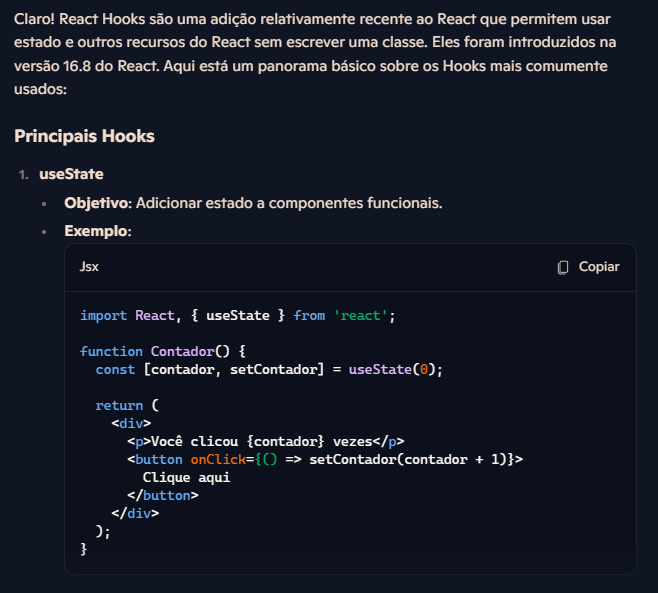 Claro! React Hooks são uma adição relativamente recente ao React que permitem usar
estado e outros recursos do React sem escrever uma classe. Eles foram introduzidos na
versão 16.8 do React. Aqui está um panorama básico sobre os Hooks mais comumente
usados:
Principais Hooks
1. useState
• Objetivo: Adicionar estado a componentes funcionais.
• Exemplo:
Jsx Copiar
import React, { useState } from 'react';
function Contador() {
  const [contador, setContador] = useState(0);
  return (
    <div>
      <p>Você clicou {contador} vezes</p>
      <button onClick={() => setContador(contador + 1)}>
        Clique aqui
      </button>
    </div>
  );
}